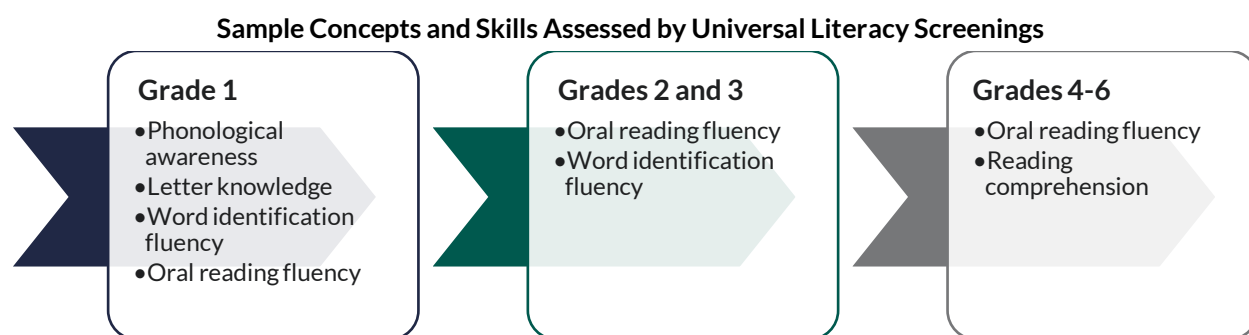 Sample Concepts and Skills Assessed by Universal Literacy Screenings
Grade 1
•Phonological
awareness
•Letter knowledge
•Word identification
fluency
•Oral reading fluency
Grades 2 and 3
•Oral reading fluency
•Word identification
fluency
Grades 4-6
•Oral reading fluency
•Reading
comprehension